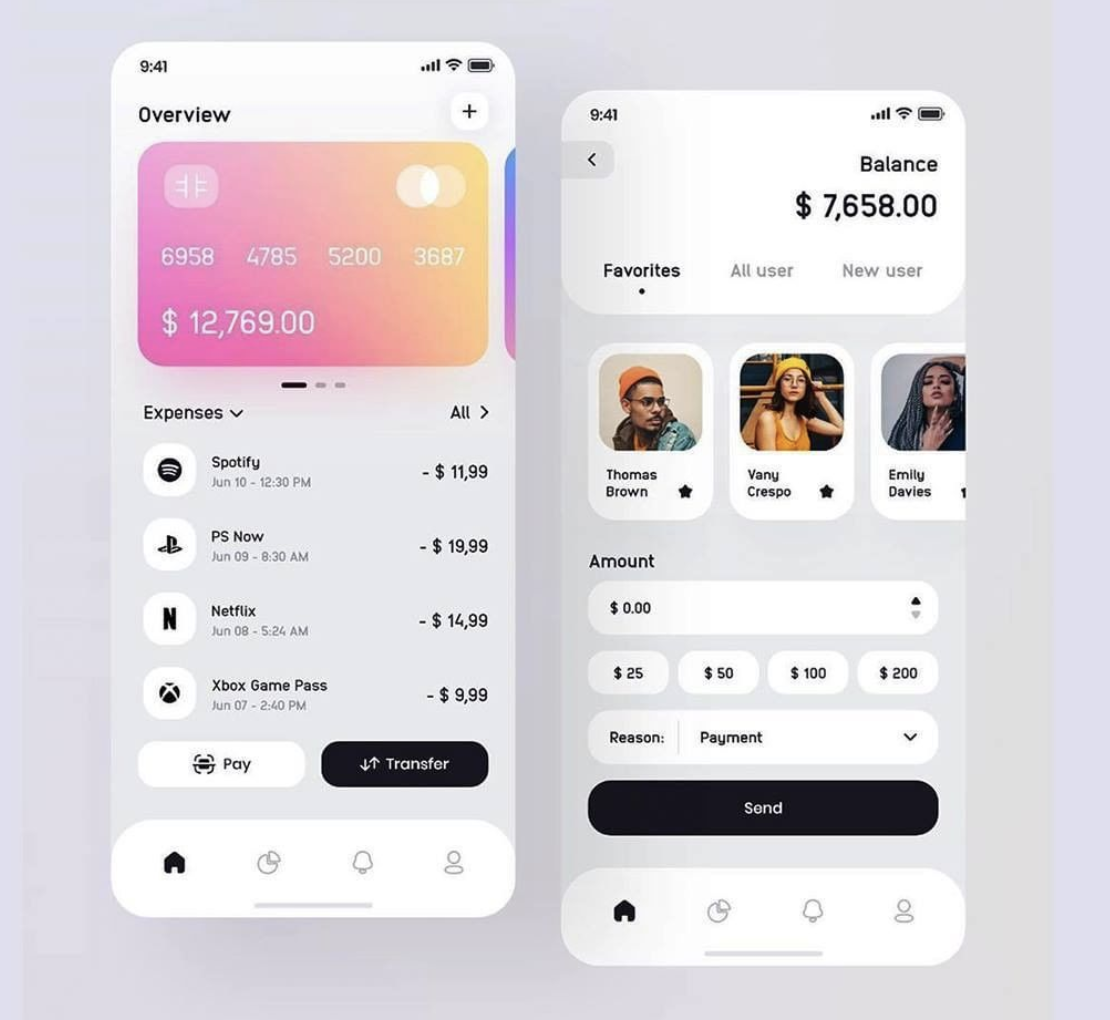 9:41
Overview
+
6958 4785 5200 3687
$ 12,769.00
Expenses All
Spotify
Jun 10 - 12:30 PM
- $ 11,99
PS Now
Jun 09 - 8:30 AM
- $ 19,99
Netflix
Jun 08 - 5:24 AM
- $ 14,99
Xbox Game Pass
Jun 07 - 2:40 PM
- $ 9,99
Pay Transfer
9:41
Balance
$ 7,658.00
Favorites All user New user
Thomas
Brown
Vany
Crespo
Emily
Davies
Amount
$ 0.00
$ 25 $ 50 $ 100 $ 200
Reason: Payment
Send